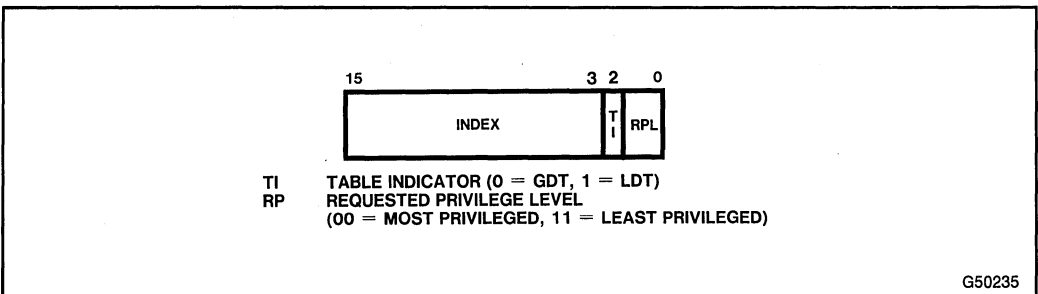 15 3 2 0
INDEX TI RPL
TI TABLE INDICATOR (0 = GDT, 1 = LDT)
RP REQUESTED PRIVILEGE LEVEL
(00 = MOST PRIVILEGED, 11 = LEAST PRIVILEGED)
G50235